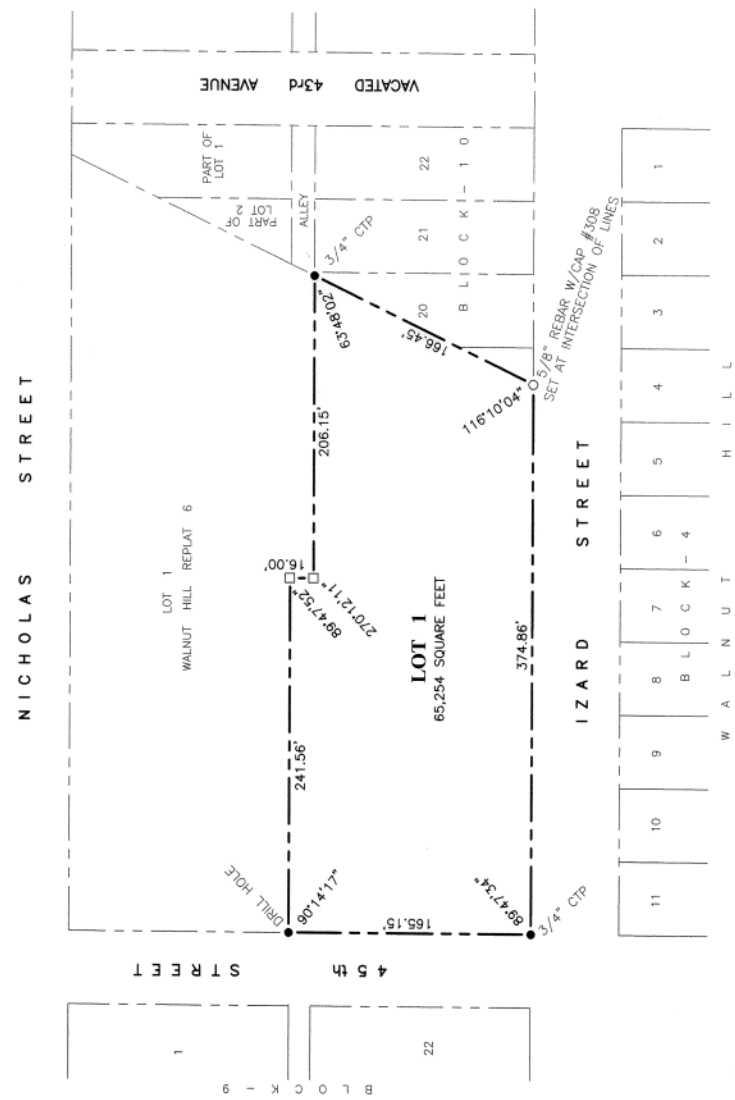 VACATED 43rd AVENUE
PART OF
LOT 1
PART OF
LOT 2
ALLEY
22
21
20
BLOCK-10
3/4" CTP
63°48'02"
166.45'
116°10'04"
5/8" REBAR W/CAP #308
SET AT INTERSECTION OF LINES
NICHOLAS STREET
LOT 1
WALNUT HILL REPLAT 6
206.15'
16.00'
89°47'52"
270°12'11"
LOT 1
65,254 SQUARE FEET
374.86'
241.56'
IZARD STREET
DRILL HOLE
90°14'17"
165.15'
89°47'34"
3/4" CTP
45th STREET
1
2
3
4
5
6
7
8
9
10
11
BLOCK-4
WALNUT HILL
1
22
BLOCK-9